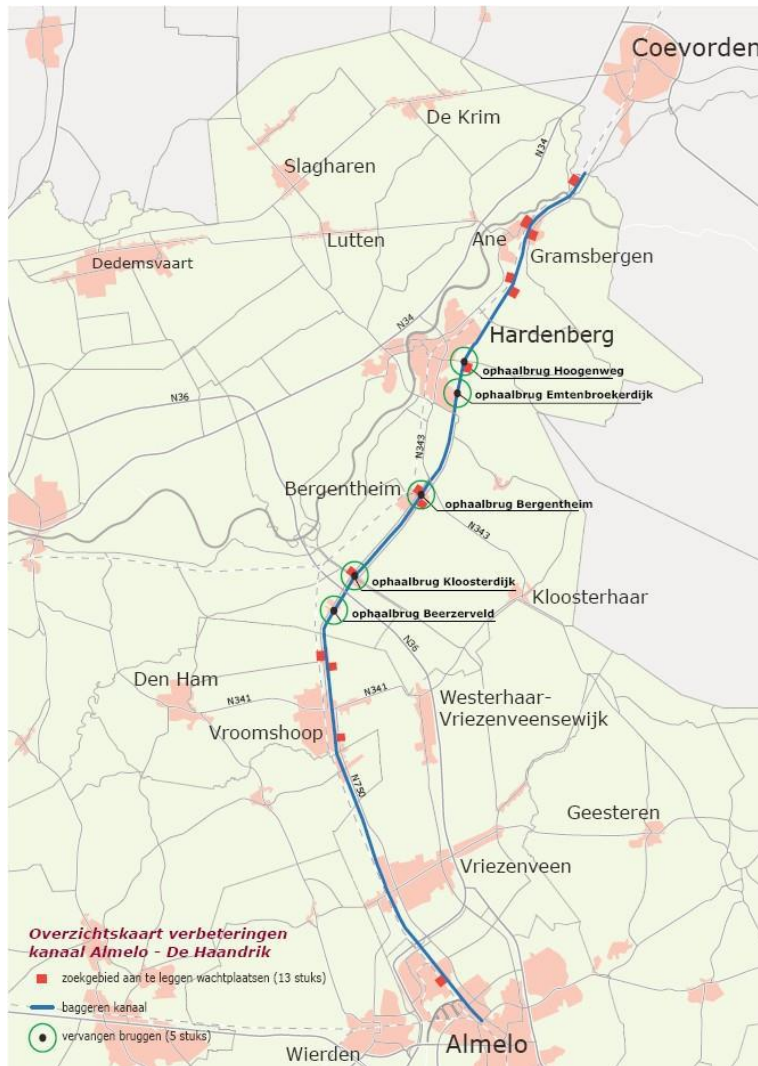 Coevorden
De Krim
N34
Slagharen
Lutten
Ane
Gramsbergen
Dedemsvaart
N34
Hardenberg
ophaalbrug Hoogenweg
ophaalbrug Emtenbroekerdijk
N36
N343
Bergentheim
ophaalbrug Bergentheim
N343
ophaalbrug Kloosterdijk
Kloosterhaar
ophaalbrug Beerzerveld
N36
Den Ham
N341
N341
Westerhaar-
Vriezenveensewijk
Vroomshoop
N750
Geesteren
Vriezenveen
Overzichtskaart verbeteringen
kanaal Almelo - De Haandrik
zoekgebied aan te leggen wachtplaatsen (13 stuks)
baggeren kanaal
vervangen bruggen (5 stuks)
Wierden
Almelo